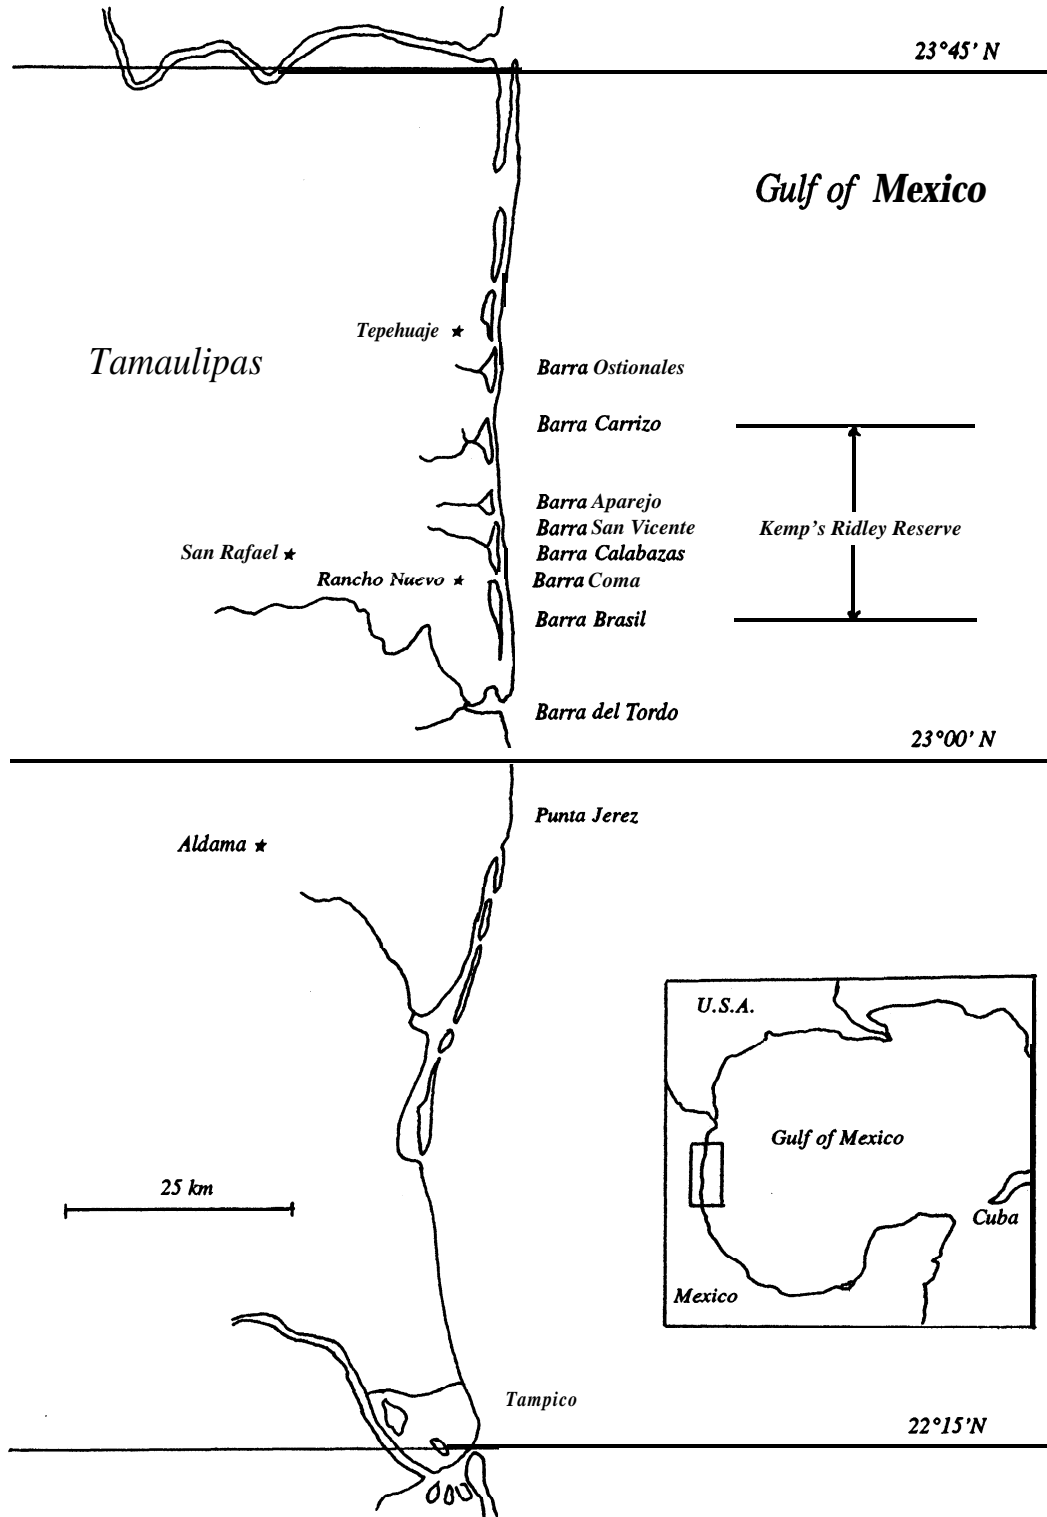 23°45' N
Gulf of Mexico
Tepehuaje
Tamaulipas
Barra Ostionales
Barra Carrizo
Barra Aparejo
Barra San Vicente
Kemp's Ridley Reserve
San Rafael
Barra Calabazas
Rancho Nuevo
Barra Coma
Barra Brasil
Barra del Tordo
23°00' N
Punta Jerez
Aldama
U.S.A.
Gulf of Mexico
25 km
Cuba
Mexico
Tampico
22°15'N